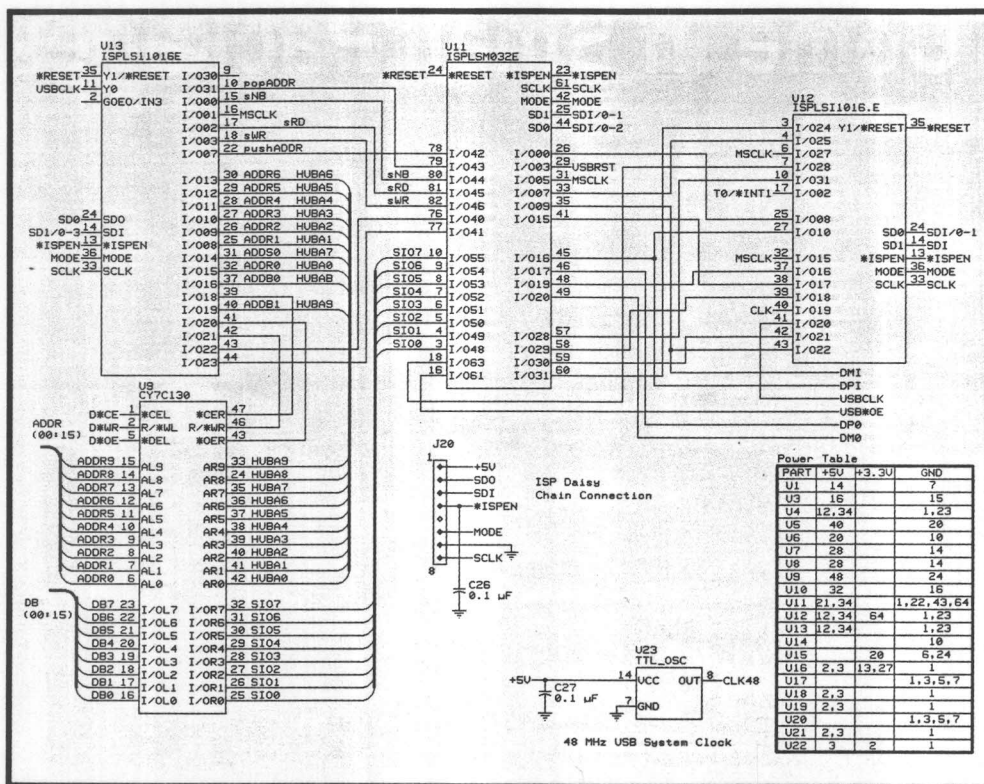 U13
ISPLSI1016E
*RESET 35 Y1/*RESET I/O30 9
USBCLK 11 Y0 I/O31 10 popADDR
2 GOEO/IN3 I/O00 15 sNB
I/O01 16 MSCLK
I/O02 17 sRD
I/O03 18 sWR
I/O07 22 pushADDR
I/O13 30 ADDR6 HUBA6
I/O12 29 ADDR5 HUBA5
I/O11 28 ADDR4 HUBA4
I/O10 27 ADDR3 HUBA3
I/O09 26 ADDR2 HUBA2
I/O08 25 ADDR1 HUBA1
SDO 24 SDO I/O14 31 ADDS0 HUBA7
SD1/0-3 14 SDI I/O15 32 ADDR0 HUBA0
*ISPEN 13 *ISPEN I/O16 37 ADDB0 HUBA8
MODE 36 MODE I/O18 39
SCLK 33 SCLK I/O19 40 ADDB1 HUBA9
I/O20 41
I/O21 42
I/O22 43
I/O23 44
U11
ISPLSM032E
*RESET 24 *RESET *ISPEN 23 *ISPEN
SCLK 61 SCLK
MODE 42 MODE
SD1 25 SDI/0-1
SD0 44 SDI/0-2
78 I/O42 I/O00 26
79 I/O43 I/O03 29 USBRST
sNB 80 I/O44 I/O05 31 MSCLK
sRD 81 I/O45 I/O07 33
sWR 82 I/O46 I/O09 35
76 I/O40 I/O15 41
77 I/O41
SIO7 10 I/O55 I/O16 45
SIO6 9 I/O54 I/O17 46
SIO5 8 I/O53 I/O19 48
SIO4 7 I/O52 I/O20 49
SIO3 6 I/O51
SIO2 5 I/O50
SIO1 4 I/O49 I/O28 57
SIO0 3 I/O48 I/O29 58
18 I/O63 I/O30 59
16 I/O61 I/O31 60
U12
ISPLSI1016.E
3 I/O24 Y1/*RESET 35 *RESET
4 I/O25
MSCLK 6 I/O27
7 I/O28
10 I/O31
T0/*INT1 17 I/O02
25 I/O08
27 I/O10 SD0 24 SDI/0-1
SD1 14 SDI
MSCLK 32 I/O15 *ISPEN 13 *ISPEN
37 I/O16 MODE 36 MODE
38 I/O17 SCLK 33 SCLK
39 I/O18
CLK 40 I/O19
41 I/O20
42 I/O21
43 I/O22
DMI
DPI
USBCLK
USB*OE
DP0
DM0
U9
CY7C130
D*CE 1 *CEL *CER 47
D*WR 2 R/*WL R/*WR 46
D*OE 5 *DEL *OER 43
ADDR
(00:15)
ADDR9 15 AL9 AR9 33 HUBA9
ADDR8 14 AL8 AR8 24 HUBA8
ADDR7 13 AL7 AR7 35 HUBA7
ADDR6 12 AL6 AR6 36 HUBA6
ADDR5 11 AL5 AR5 37 HUBA5
ADDR4 10 AL4 AR4 38 HUBA4
ADDR3 9 AL3 AR3 39 HUBA3
ADDR2 8 AL2 AR2 40 HUBA2
ADDR1 7 AL1 AR1 41 HUBA1
ADDR0 6 AL0 AR0 42 HUBA0
DB
(00:15)
DB7 23 I/OL7 I/OR7 32 SIO7
DB6 22 I/OL6 I/OR6 31 SIO6
DB5 21 I/OL5 I/OR5 30 SIO5
DB4 20 I/OL4 I/OR4 29 SIO4
DB3 19 I/OL3 I/OR3 28 SIO3
DB2 18 I/OL2 I/OR2 27 SIO2
DB1 17 I/OL1 I/OR1 26 SIO1
DB0 16 I/OL0 I/OR0 25 SIO0
J20
1
+5V
SDO
SDI
*ISPEN
MODE
SCLK
8
ISP Daisy
Chain Connection
C26
0.1 µF
U23
TTL_OSC
+5V 14 VCC OUT 8 CLK48
7 GND
C27
0.1 µF
48 MHz USB System Clock
Power Table
PART +5V +3.3V GND
U1 14 7
U3 16 15
U4 12,34 1,23
U5 40 20
U6 20 10
U7 28 14
U8 28 14
U9 48 24
U10 32 16
U11 21,34 1,22,43,64
U12 12,34 64 1,23
U13 12,34 1,23
U14 10
U15 20 6,24
U16 2,3 13,27 1
U17 1,3,5,7
U18 2,3 1
U19 2,3 1
U20 1,3,5,7
U21 2,3 1
U22 3 2 1